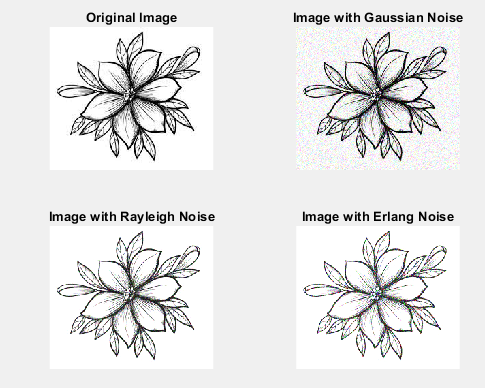 Original Image
Image with Gaussian Noise
Image with Rayleigh Noise
Image with Erlang Noise